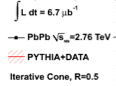 ∫L dt = 6.7 μb⁻¹
PbPb √s_NN=2.76 TeV
PYTHIA+DATA
Iterative Cone, R=0.5